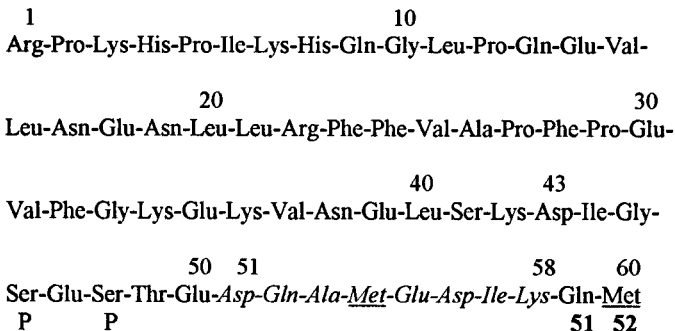 1 10
Arg-Pro-Lys-His-Pro-Ile-Lys-His-Gln-Gly-Leu-Pro-Gln-Glu-Val-
20 30
Leu-Asn-Glu-Asn-Leu-Leu-Arg-Phe-Phe-Val-Ala-Pro-Phe-Pro-Glu-
40 43
Val-Phe-Gly-Lys-Glu-Lys-Val-Asn-Glu-Leu-Ser-Lys-Asp-Ile-Gly-
50 51 58 60
Ser-Glu-Ser-Thr-Glu-Asp-Gln-Ala-Met-Glu-Asp-Ile-Lys-Gln-Met
P P 51 52